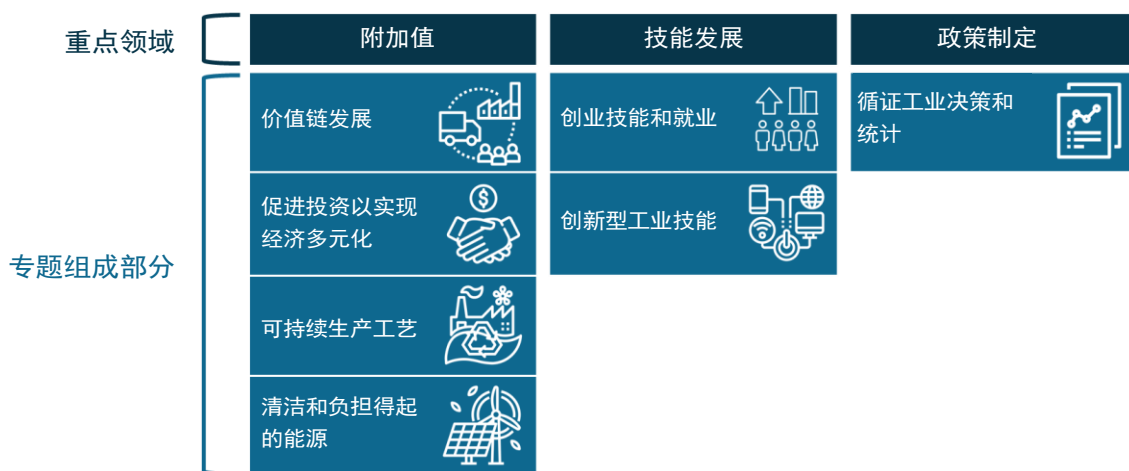 重点领域
附加值
技能发展
政策制定
专题组成部分
价值链发展
促进投资以实现
经济多元化
可持续生产工艺
清洁和负担得起
的能源
创业技能和就业
创新型工业技能
循证工业决策和
统计